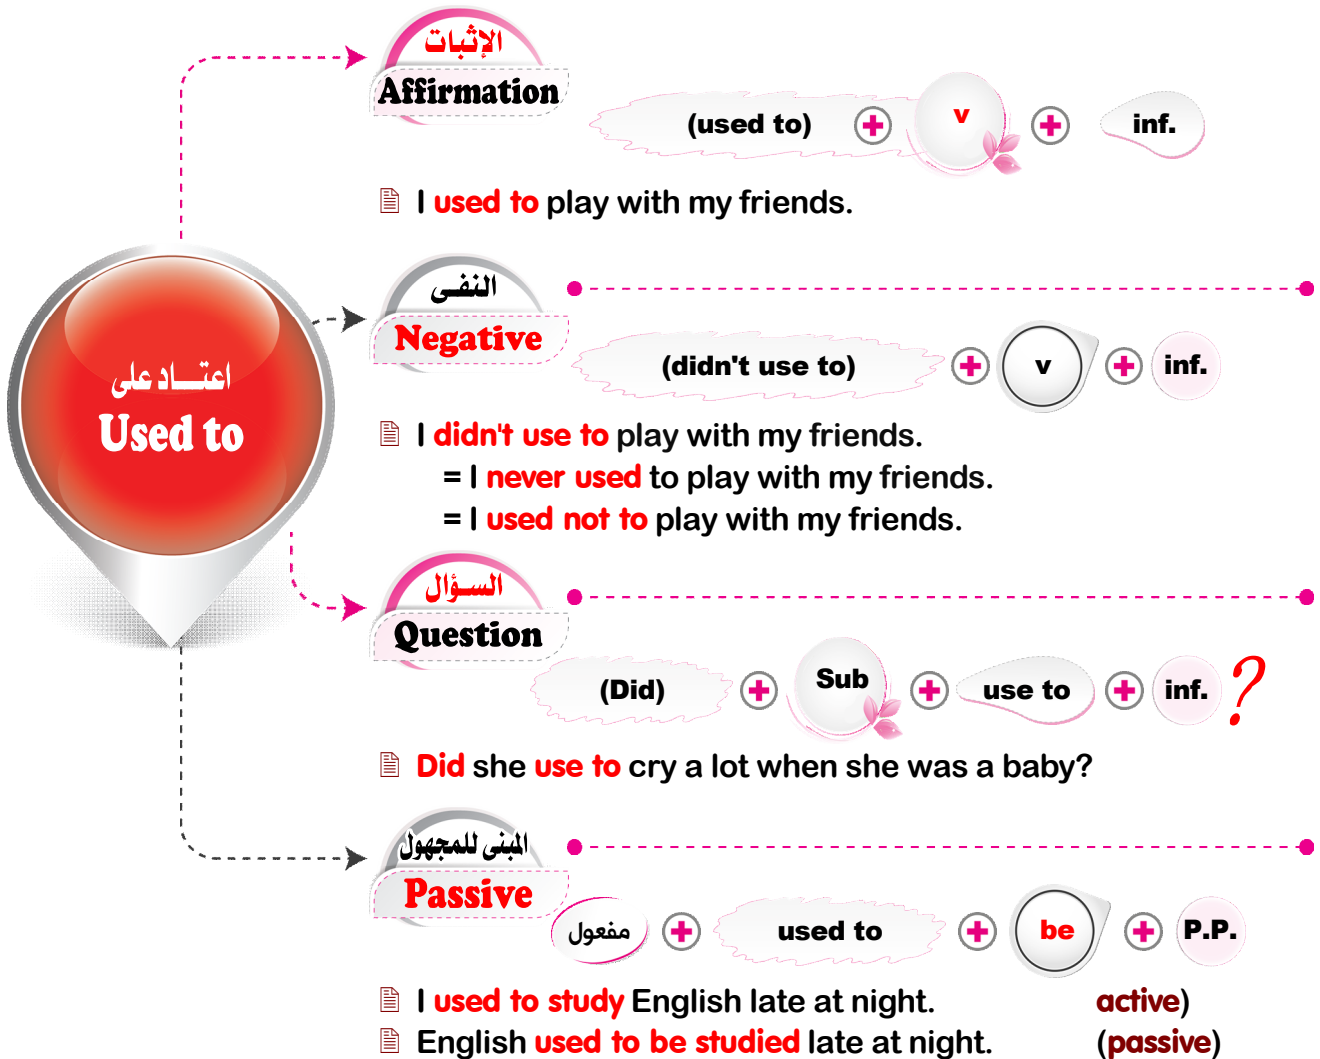 الإثبات
Affirmation
(used to) + v + inf.
I used to play with my friends.
اعتـــاد على
Used to
النفـى
Negative
(didn't use to) + v + inf.
I didn't use to play with my friends.
= I never used to play with my friends.
= I used not to play with my friends.
السـؤال
Question
(Did) + Sub + use to + inf. ?
Did she use to cry a lot when she was a baby?
المبنى للمجهول
Passive
مفعول + used to + be + P.P.
I used to study English late at night. active)
English used to be studied late at night. (passive)